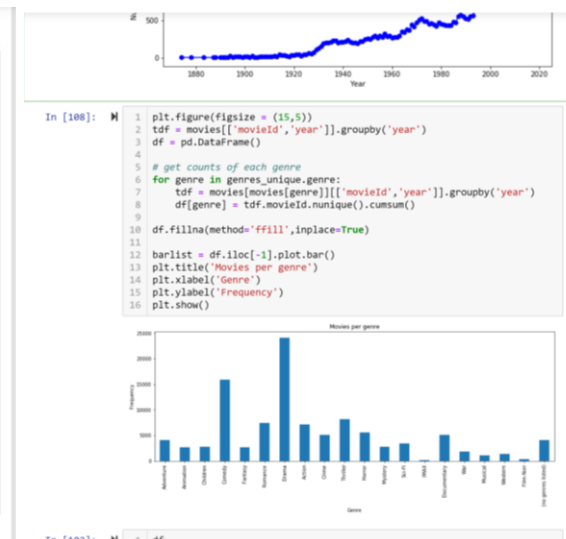 500
0
1880 1900 1920 1940 1960 1980 2000 2020
Year
In [108]:
1 plt.figure(figsize = (15,5))
2 tdf = movies[['movieId','year']].groupby('year')
3 df = pd.DataFrame()
4
5 # get counts of each genre
6 for genre in genres_unique.genre:
7 tdf = movies[movies[genre]][['movieId','year']].groupby('year')
8 df[genre] = tdf.movieId.nunique().cumsum()
9
10 df.fillna(method='ffill',inplace=True)
11
12 barlist = df.iloc[-1].plot.bar()
13 plt.title('Movies per genre')
14 plt.xlabel('Genre')
15 plt.ylabel('Frequency')
16 plt.show()
Movies per genre
25000
20000
15000
10000
5000
0
Frequency
Adventure
Animation
Children
Comedy
Fantasy
Romance
Drama
Action
Crime
Thriller
Horror
Mystery
Sci-Fi
IMAX
Documentary
War
Musical
Western
Film-Noir
(no genres listed)
Genre
1 df